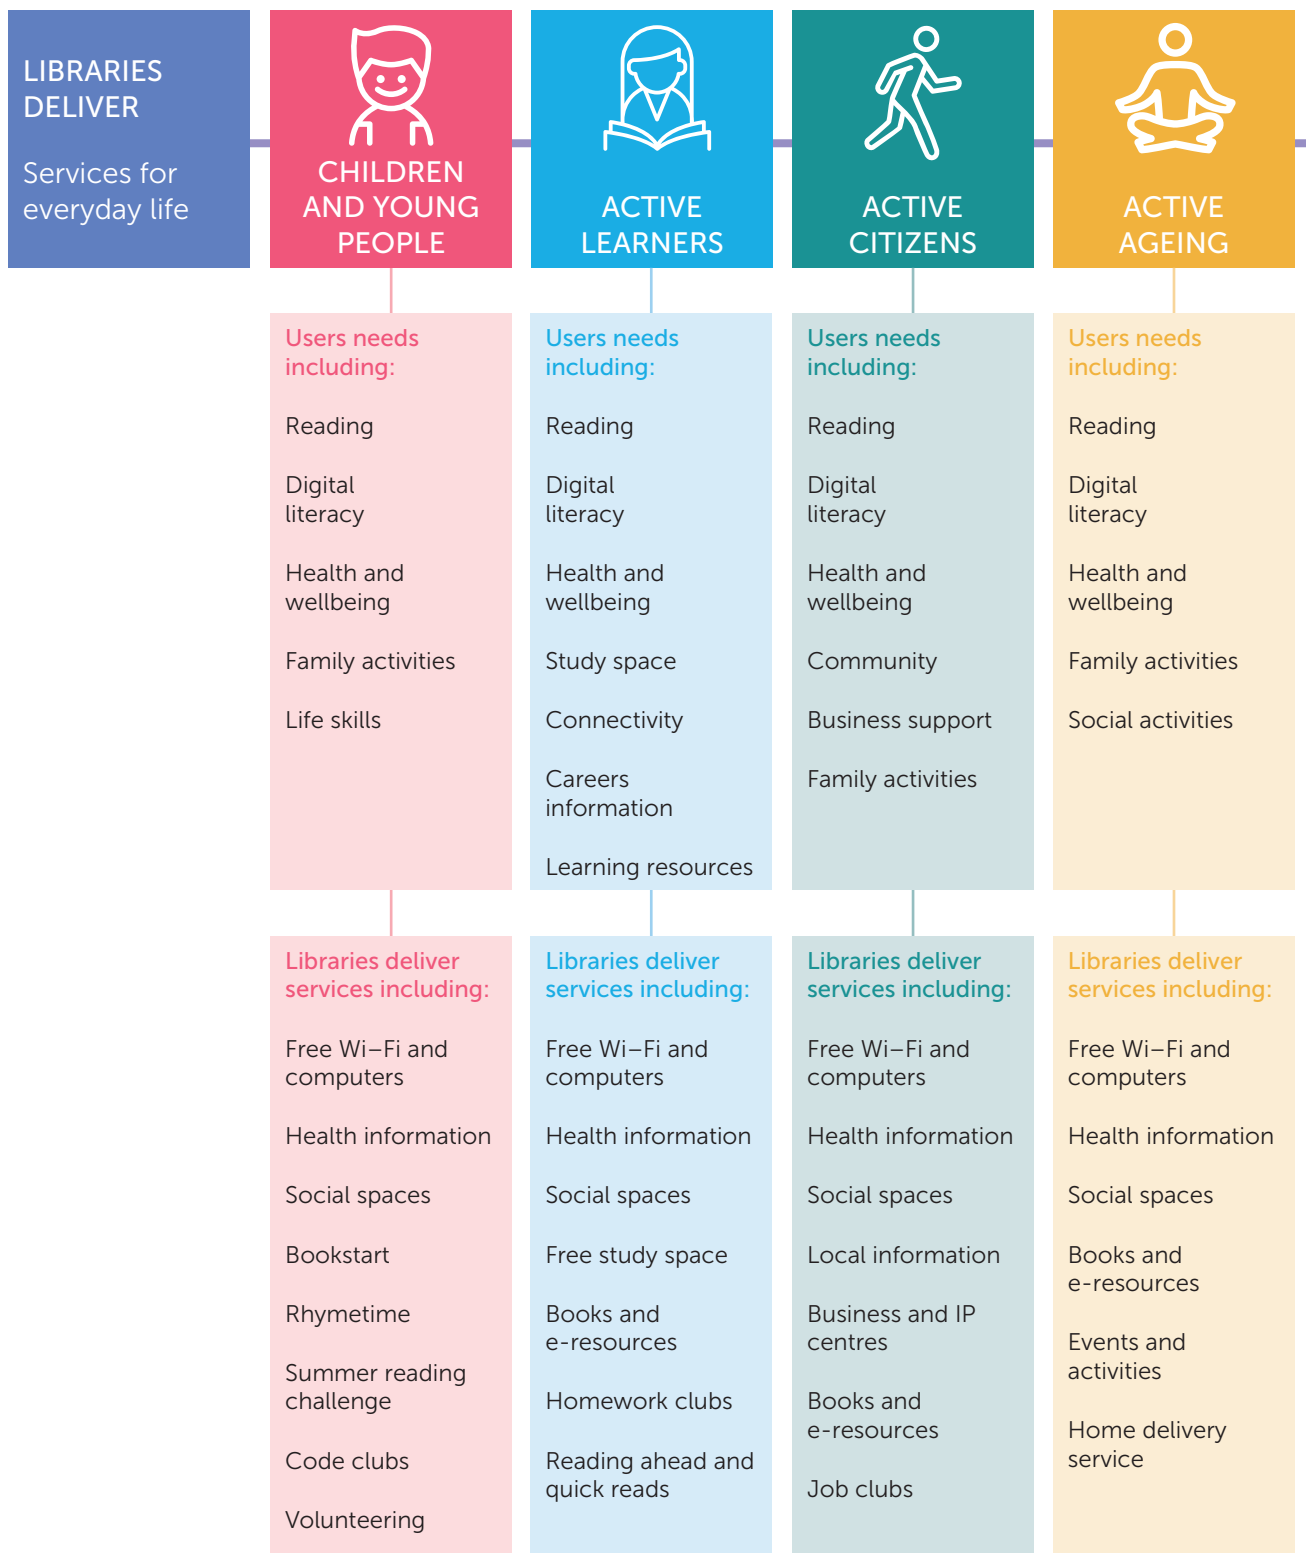 LIBRARIES
DELIVER
Services for
everyday life
CHILDREN
AND YOUNG
PEOPLE
ACTIVE
LEARNERS
ACTIVE
CITIZENS
ACTIVE
AGEING
Users needs
including:
Reading
Digital
literacy
Health and
wellbeing
Family activities
Life skills
Users needs
including:
Reading
Digital
literacy
Health and
wellbeing
Study space
Connectivity
Careers
information
Learning resources
Users needs
including:
Reading
Digital
literacy
Health and
wellbeing
Community
Business support
Family activities
Users needs
including:
Reading
Digital
literacy
Health and
wellbeing
Family activities
Social activities
Libraries deliver
services including:
Free Wi–Fi and
computers
Health information
Social spaces
Bookstart
Rhymetime
Summer reading
challenge
Code clubs
Volunteering
Libraries deliver
services including:
Free Wi–Fi and
computers
Health information
Social spaces
Free study space
Books and
e-resources
Homework clubs
Reading ahead and
quick reads
Libraries deliver
services including:
Free Wi–Fi and
computers
Health information
Social spaces
Local information
Business and IP
centres
Books and
e-resources
Job clubs
Libraries deliver
services including:
Free Wi–Fi and
computers
Health information
Social spaces
Books and
e-resources
Events and
activities
Home delivery
service